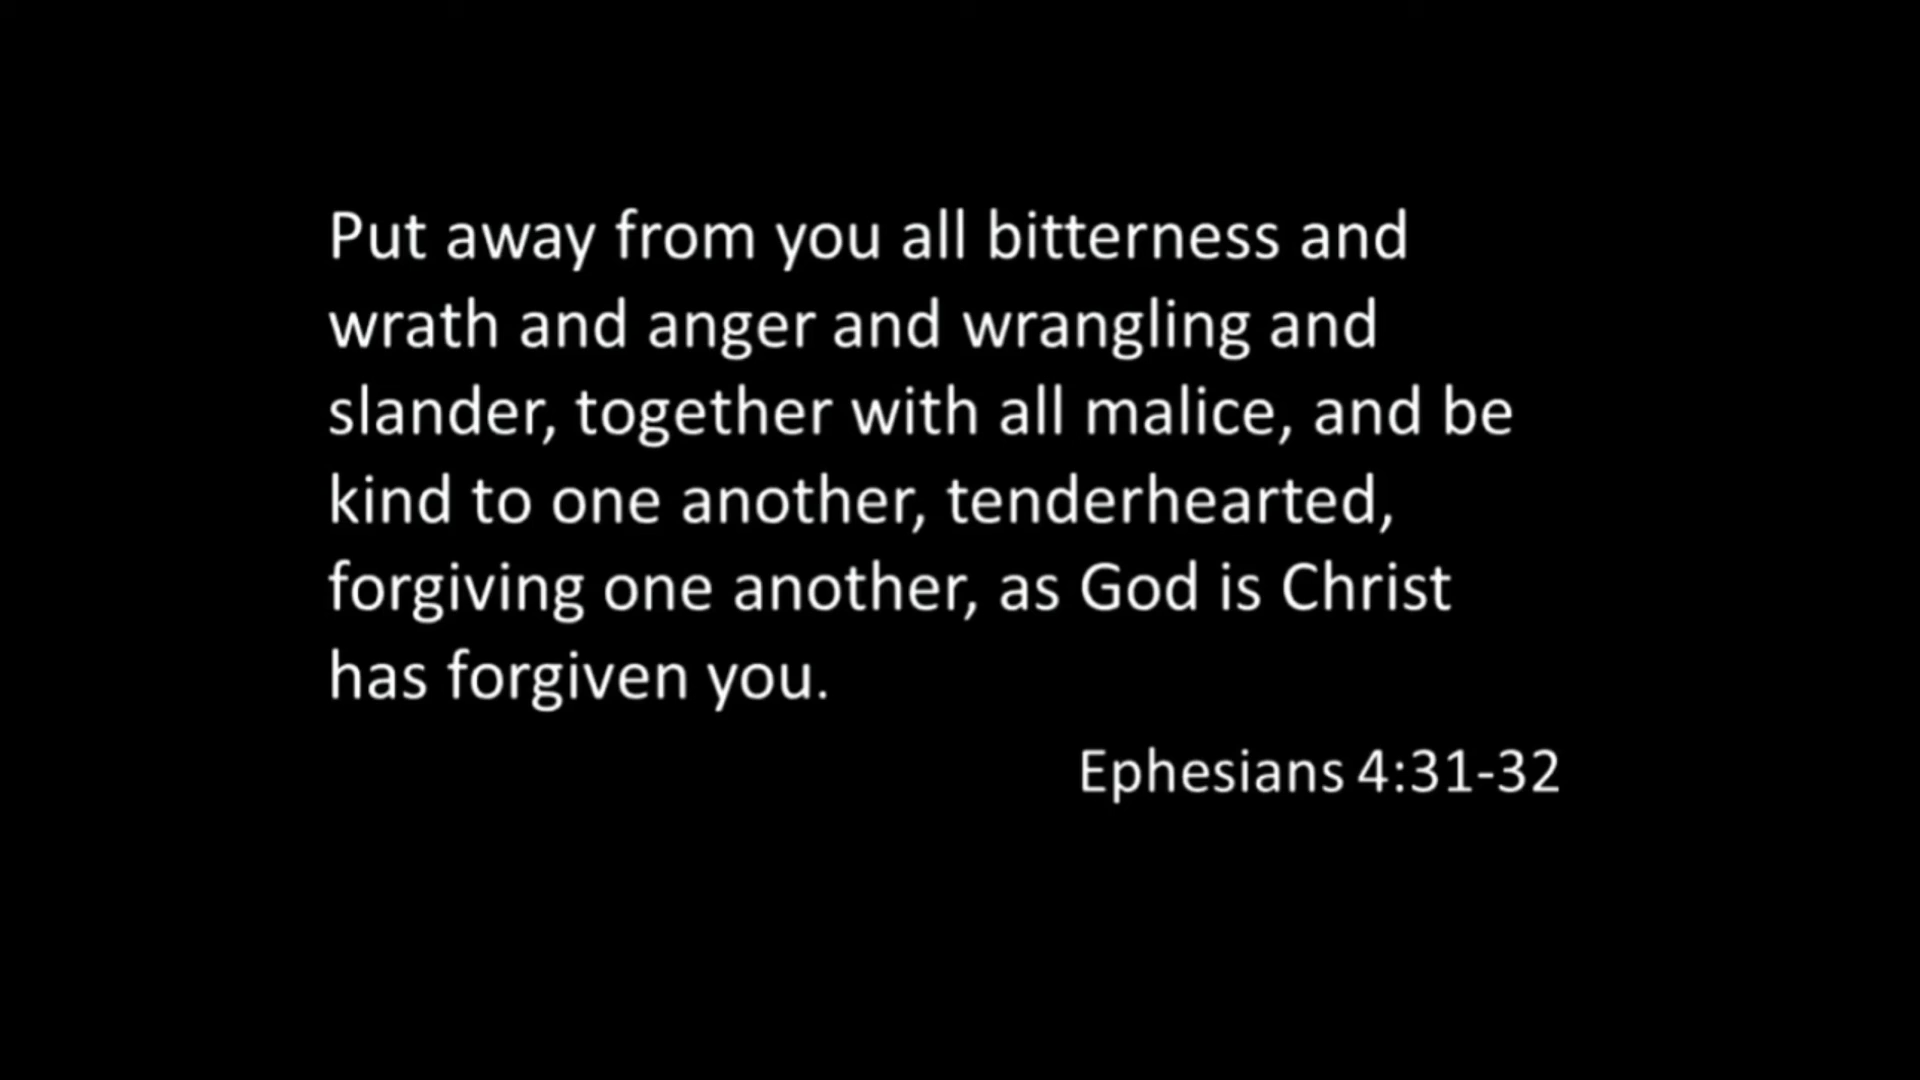 Put away from you all bitterness and
wrath and anger and wrangling and
slander, together with all malice, and be
kind to one another, tenderhearted,
forgiving one another, as God is Christ
has forgiven you.
Ephesians 4:31-32